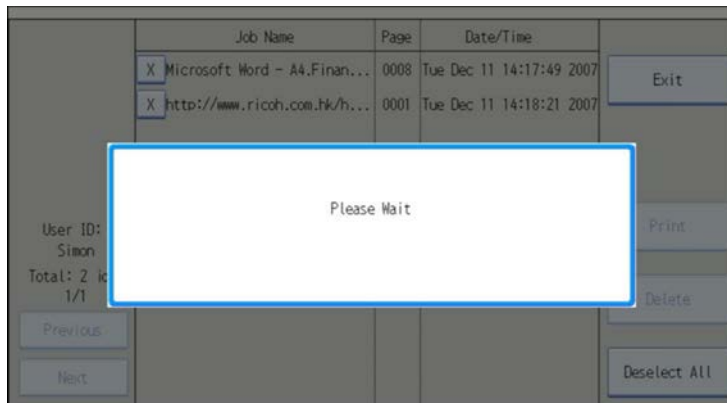 Job Name Page Date/Time
X Microsoft Word - A4.Finan... 0008 Tue Dec 11 14:17:49 2007
Exit
X http://www.ricoh.com.hk/h... 0001 Tue Dec 11 14:18:21 2007
Please Wait
User ID:
Simon
Print
Total: 2
1/1
Delete
Previous
Next
Deselect All